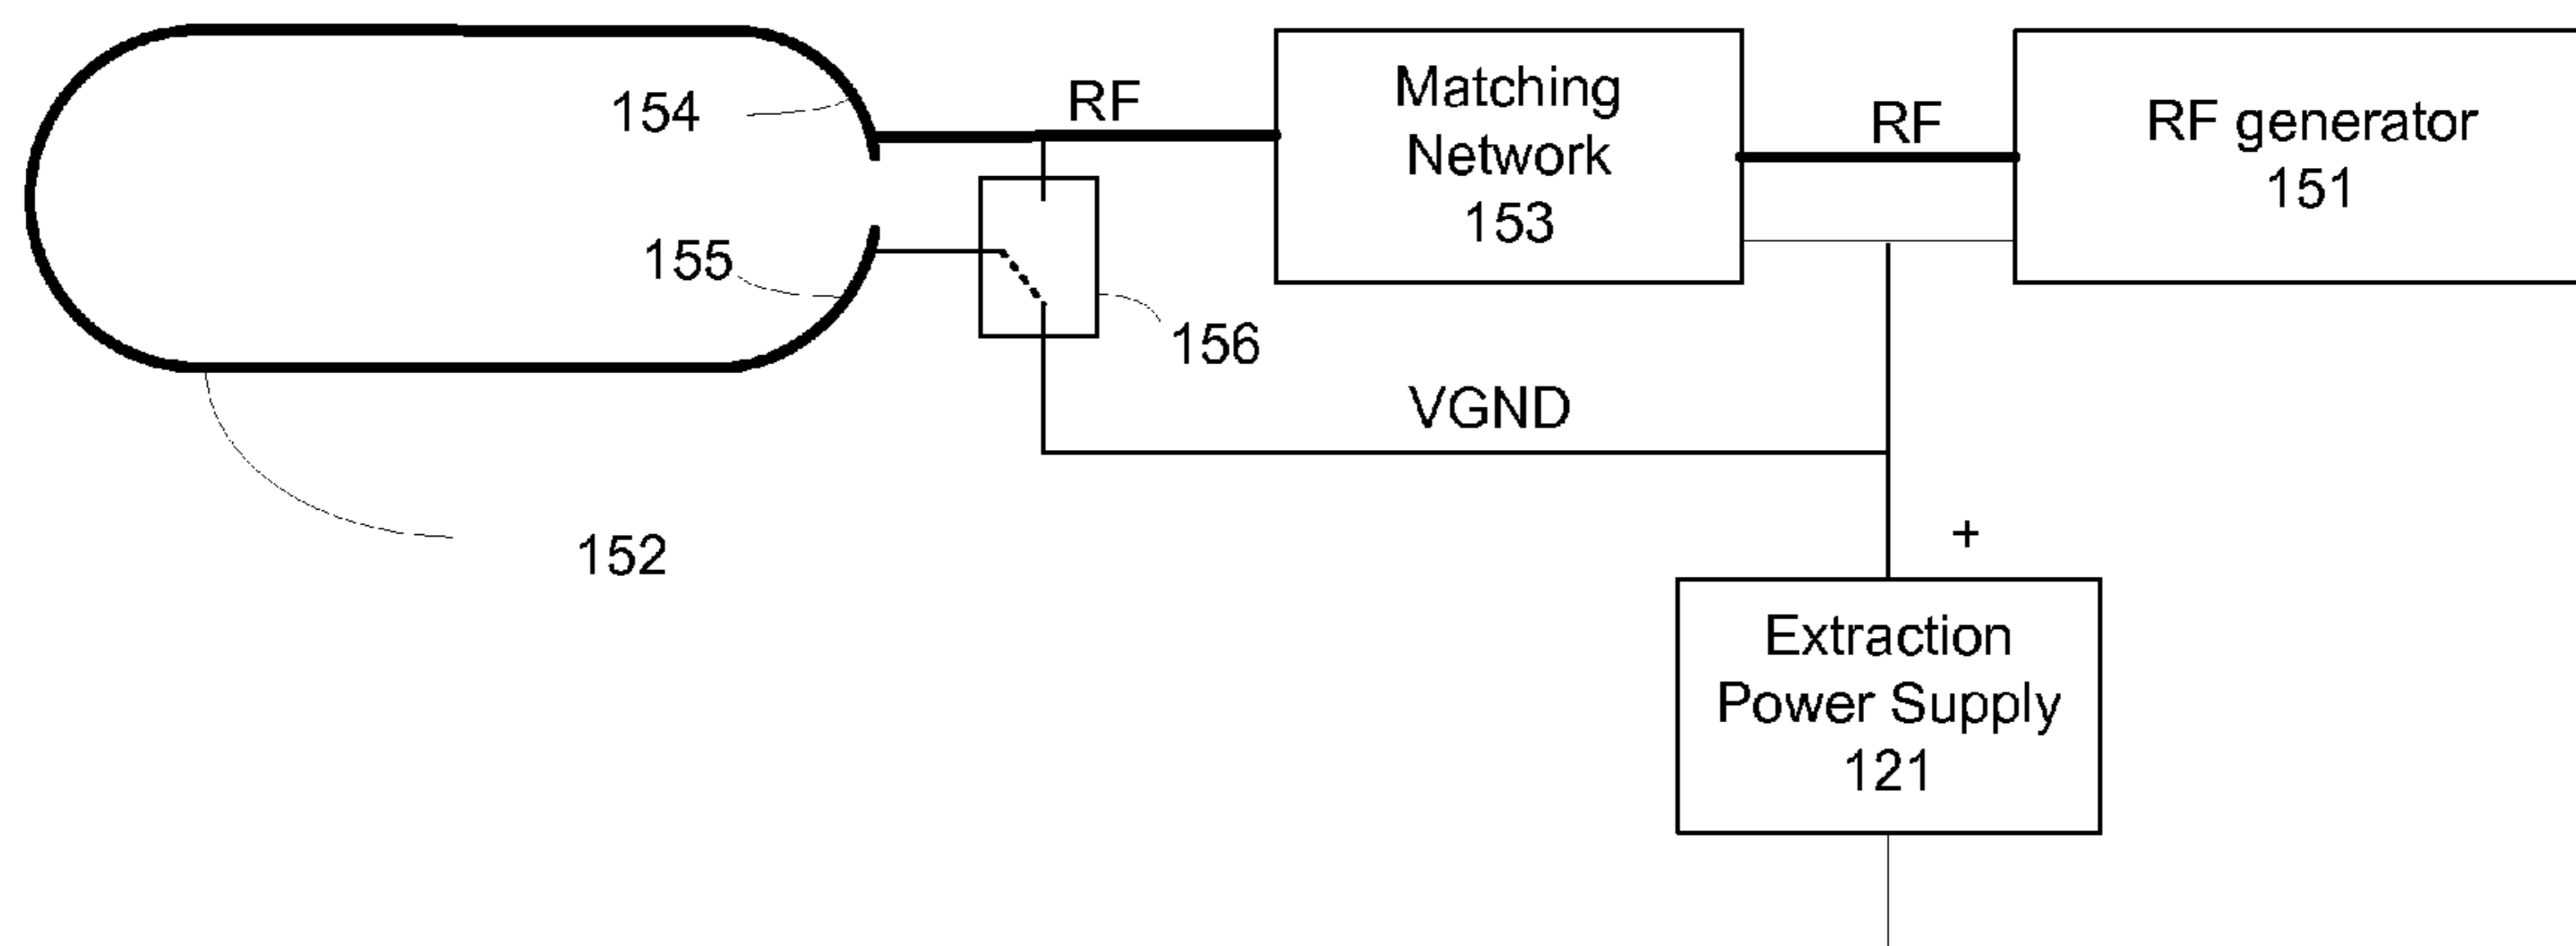 154
155
152
RF
156
Matching
Network
153
RF
RF generator
151
VGND
+
Extraction
Power Supply
121